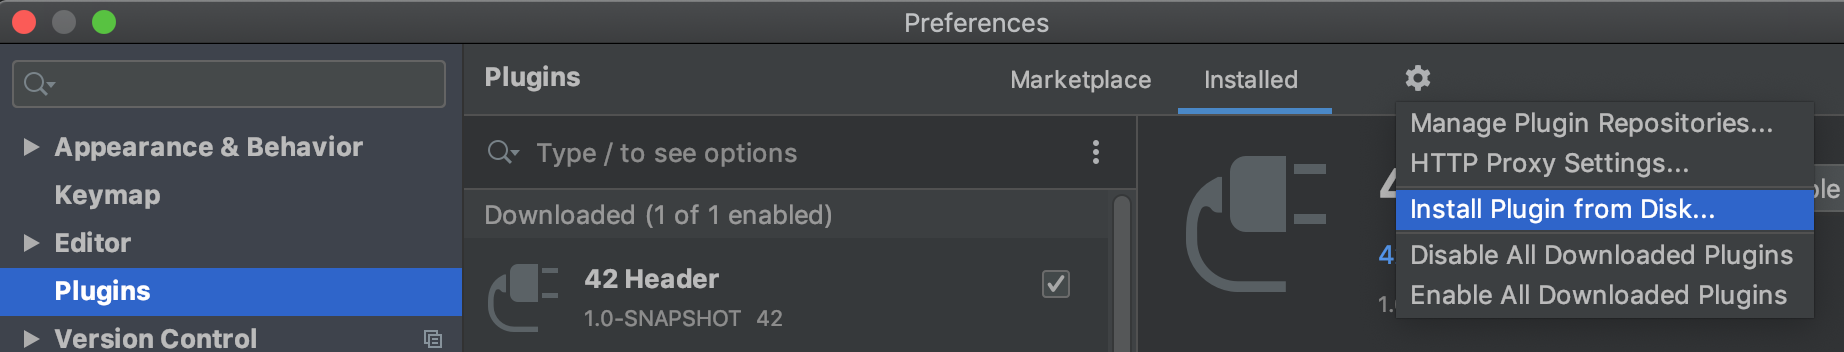 Preferences
Plugins
Marketplace
Installed
Appearance & Behavior
Keymap
Editor
Plugins
Version Control
Type / to see options
Downloaded (1 of 1 enabled)
42 Header
1.0-SNAPSHOT 42
Manage Plugin Repositories...
HTTP Proxy Settings...
Install Plugin from Disk...
Disable All Downloaded Plugins
Enable All Downloaded Plugins